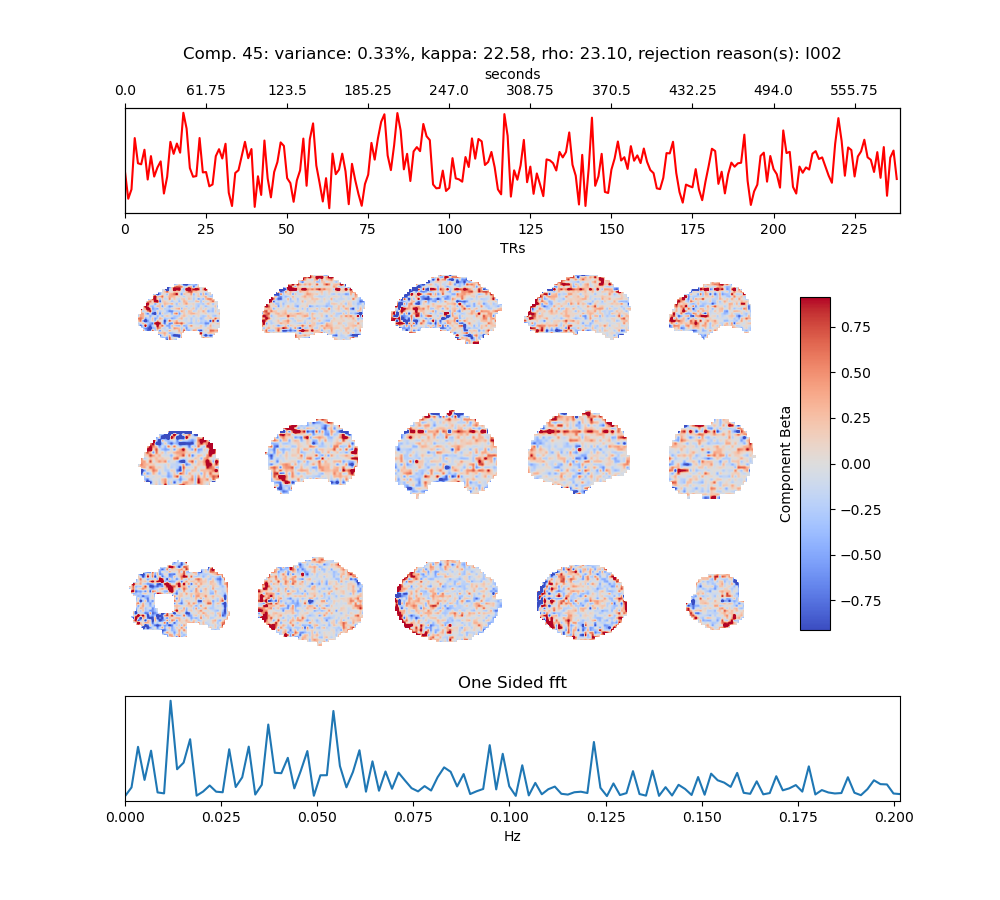 Comp. 45: variance: 0.33%, kappa: 22.58, rho: 23.10, rejection reason(s): I002
seconds
0.0 61.75 123.5 185.25 247.0 308.75 370.5 432.25 494.0 555.75
0 25 50 75 100 125 150 175 200 225
TRs
0.75
0.50
0.25
0.00
−0.25
−0.50
−0.75
Component Beta
One Sided fft
0.000 0.025 0.050 0.075 0.100 0.125 0.150 0.175 0.200
Hz